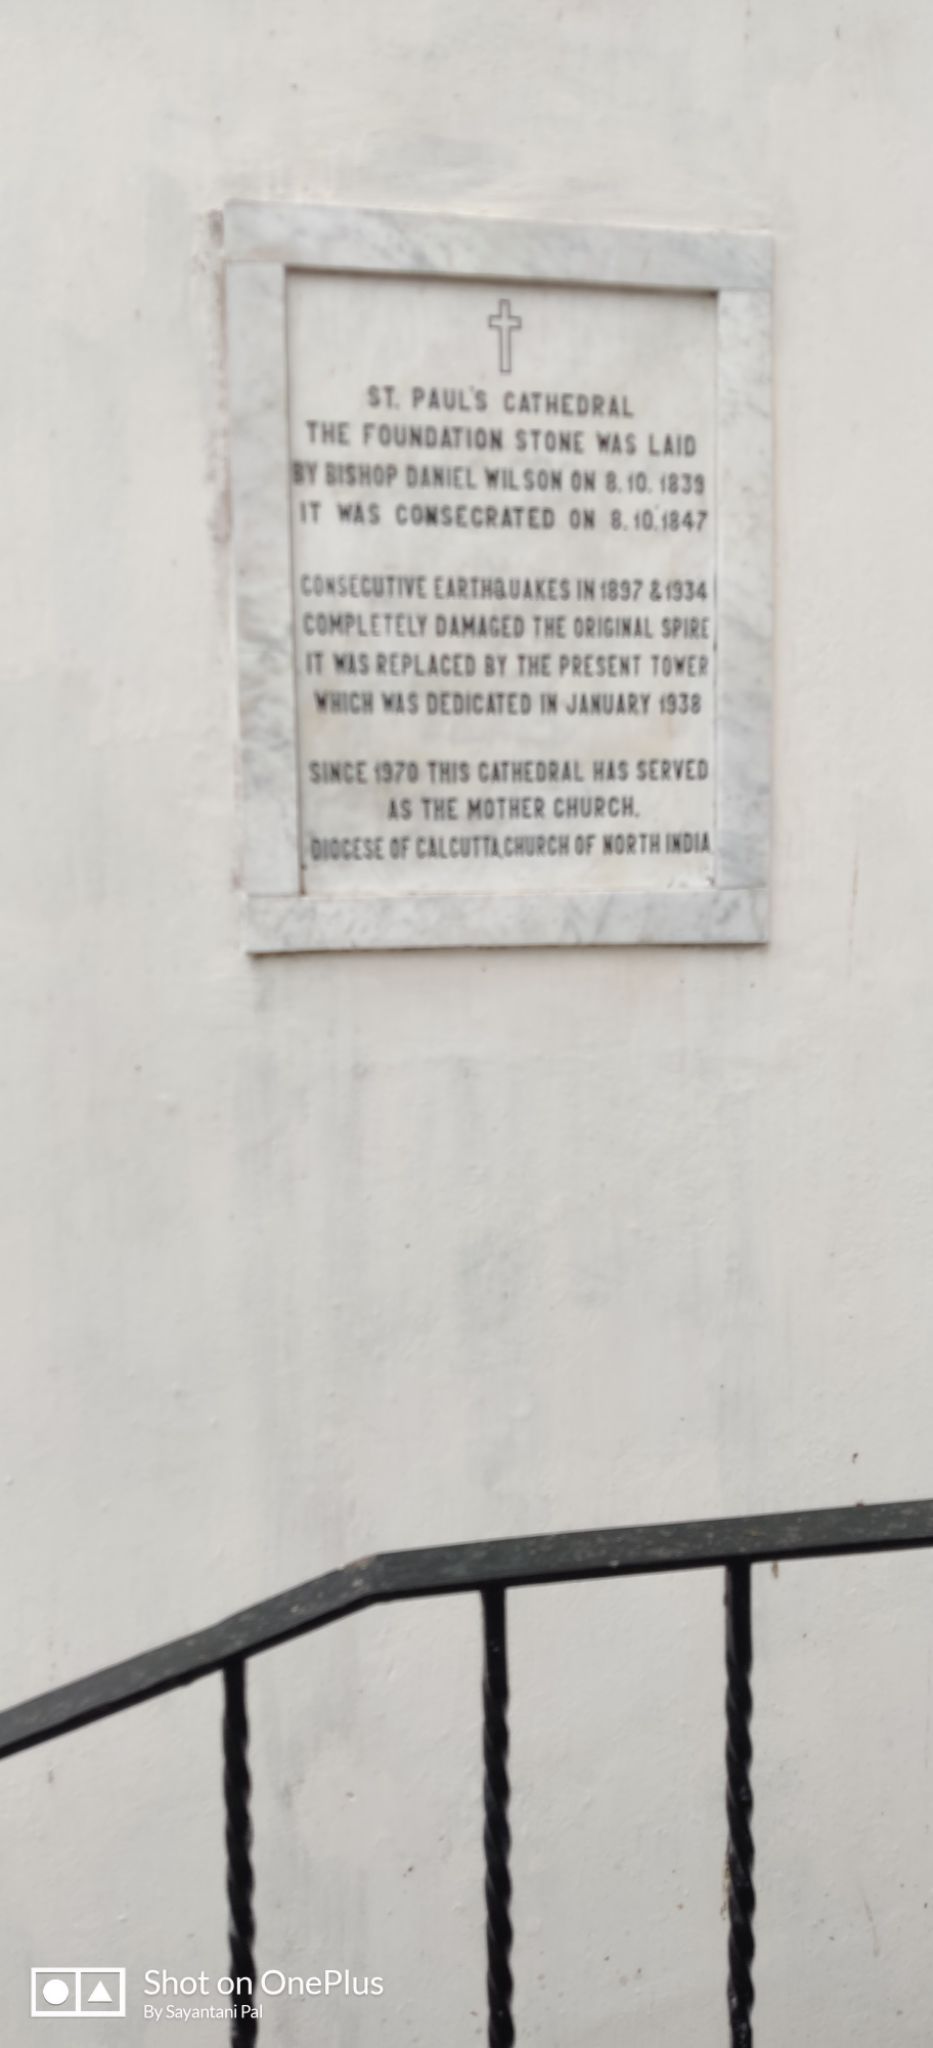 ST. PAUL'S CATHEDRAL
THE FOUNDATION STONE WAS LAID
BY BISHOP DANIEL WILSON ON 8.10.1839
IT WAS CONSECRATED ON 8.10.1847
CONSECUTIVE EARTHQUAKES IN 1897 & 1934
COMPLETELY DAMAGED THE ORIGINAL SPIRE
IT WAS REPLACED BY THE PRESENT TOWER
WHICH WAS DEDICATED IN JANUARY 1938
SINCE 1970 THIS CATHEDRAL HAS SERVED
AS THE MOTHER CHURCH.
DIOCESE OF CALCUTTA,CHURCH OF NORTH INDIA
Shot on OnePlus
By Sayantani Pal